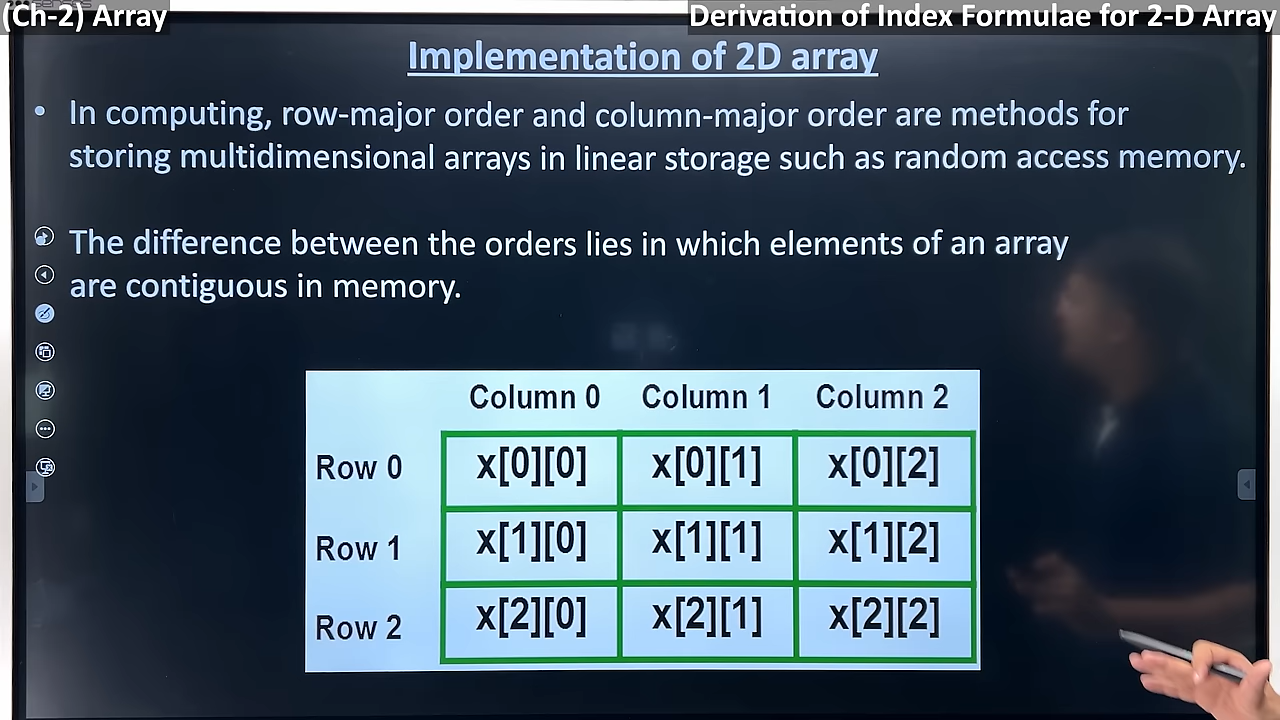 (Ch-2) Array
Derivation of Index Formulae for 2-D Array
Implementation of 2D array
• In computing, row-major order and column-major order are methods for
storing multidimensional arrays in linear storage such as random access memory.
The difference between the orders lies in which elements of an array
are contiguous in memory.
Column 0 Column 1 Column 2
Row 0 x[0][0] x[0][1] x[0][2]
Row 1 x[1][0] x[1][1] x[1][2]
Row 2 x[2][0] x[2][1] x[2][2]